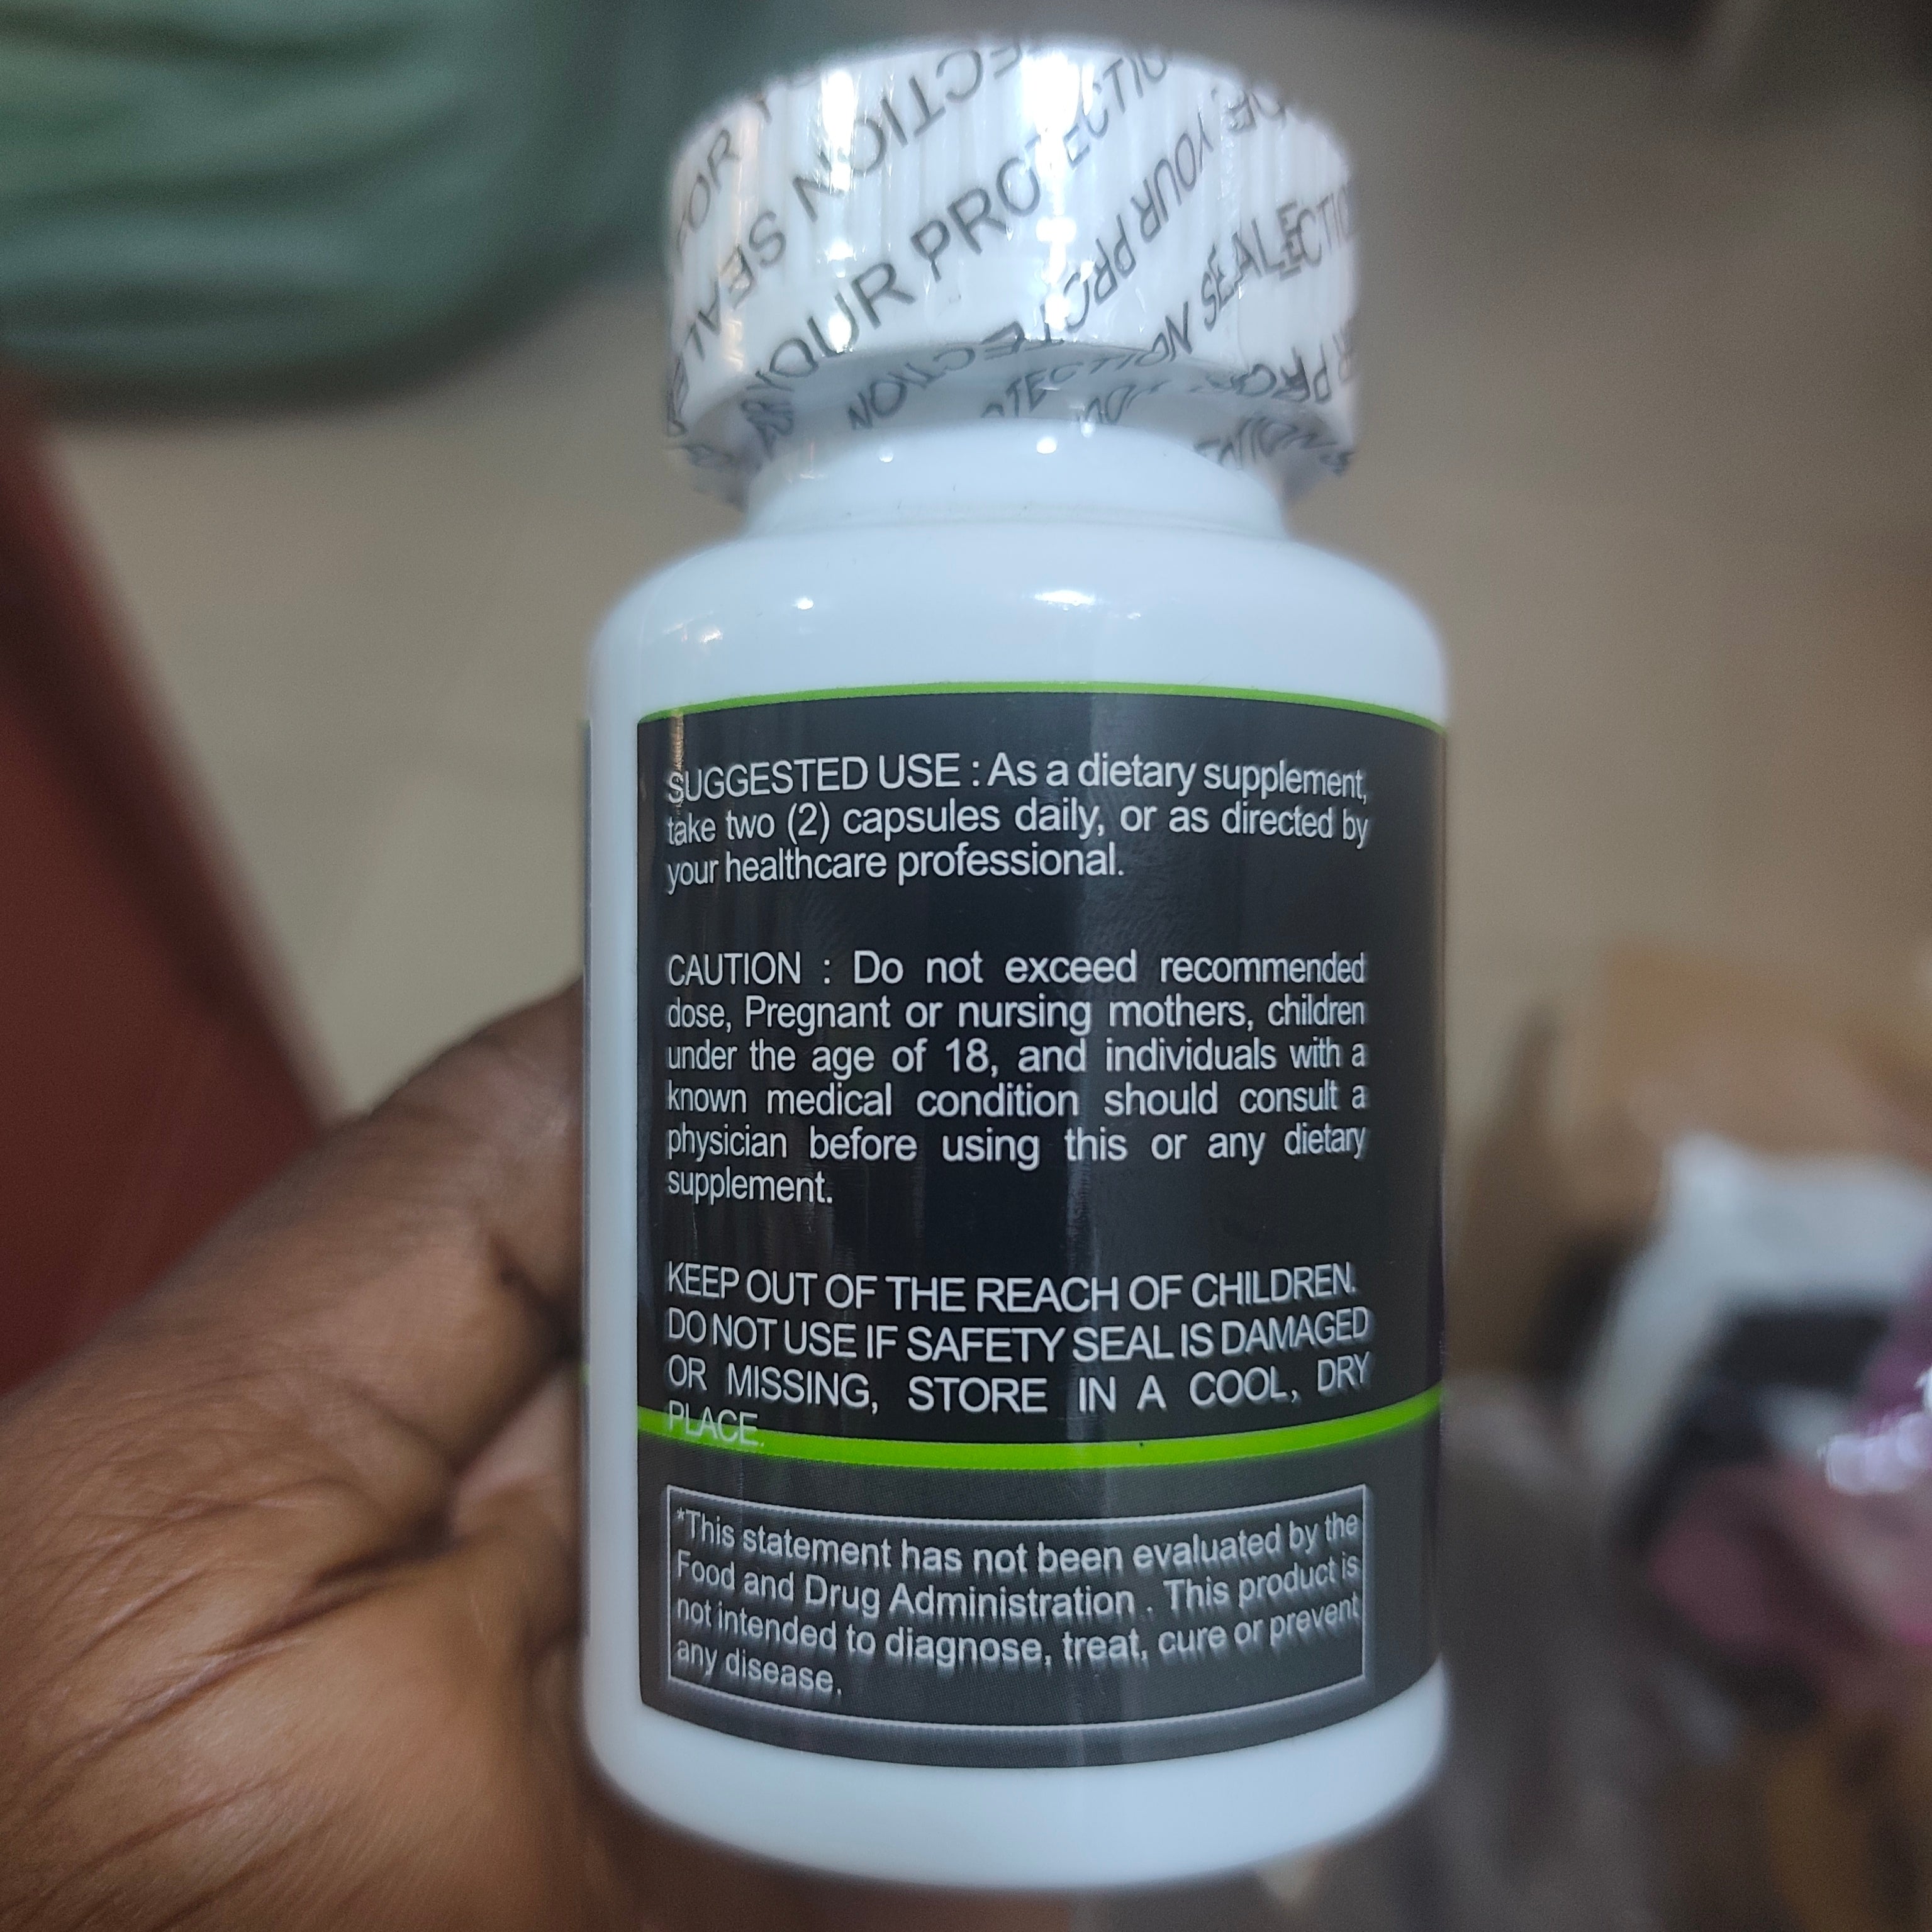 SEALED FOR YOUR PROTECTION
SUGGESTED USE : As a dietary supplement,
take two (2) capsules daily, or as directed by
your healthcare professional.
CAUTION : Do not exceed recommended
dose, Pregnant or nursing mothers, children
under the age of 18, and individuals with a
known medical condition should consult a
physician before using this or any dietary
supplement.
KEEP OUT OF THE REACH OF CHILDREN.
DO NOT USE IF SAFETY SEAL IS DAMAGED
OR MISSING, STORE IN A COOL, DRY
PLACE.
*This statement has not been evaluated by the
Food and Drug Administration . This product is
not intended to diagnose, treat, cure or prevent
any disease.